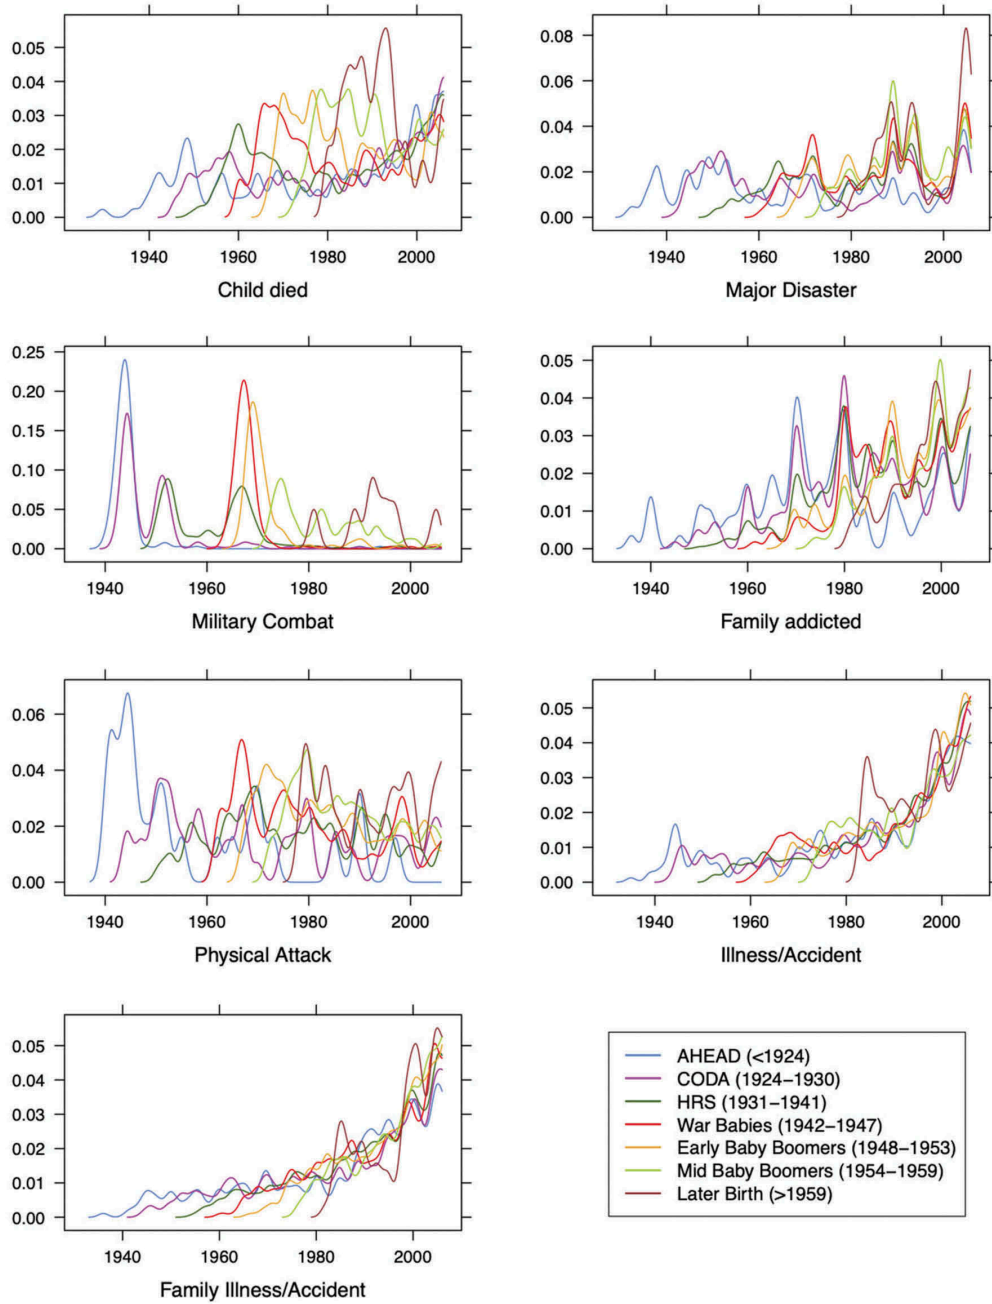 0.05
0.04
0.03
0.02
0.01
0.00
1940 1960 1980 2000
Child died
0.08
0.06
0.04
0.02
0.00
1940 1960 1980 2000
Major Disaster
0.25
0.20
0.15
0.10
0.05
0.00
1940 1960 1980 2000
Military Combat
0.05
0.04
0.03
0.02
0.01
0.00
1940 1960 1980 2000
Family addicted
0.06
0.04
0.02
0.00
1940 1960 1980 2000
Physical Attack
0.05
0.04
0.03
0.02
0.01
0.00
1940 1960 1980 2000
Illness/Accident
0.05
0.04
0.03
0.02
0.01
0.00
1940 1960 1980 2000
Family Illness/Accident
AHEAD (<1924)
CODA (1924–1930)
HRS (1931–1941)
War Babies (1942–1947)
Early Baby Boomers (1948–1953)
Mid Baby Boomers (1954–1959)
Later Birth (>1959)